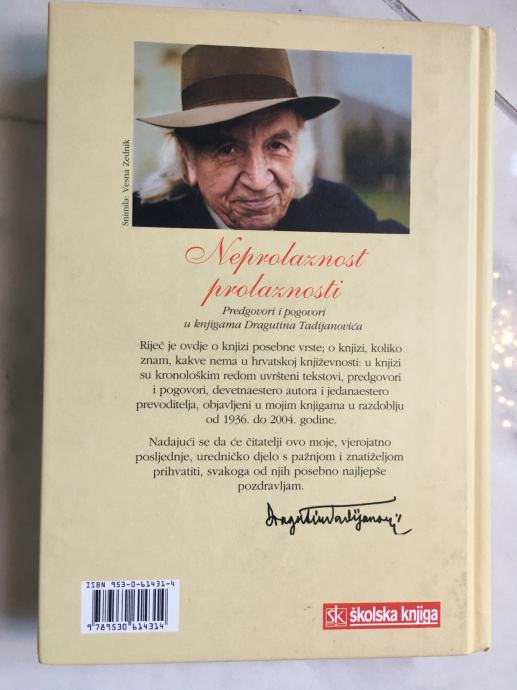 Snimila: Vesna Zednik
Neprolaznost
prolaznosti
Predgovori i pogovori
u knjigama Dragutina Tadijanovića
Riječ je ovdje o knjizi posebne vrste; o knjizi, koliko
znam, kakve nema u hrvatskoj književnosti: u knjizi
su kronološkim redom uvršteni tekstovi, predgovori
i pogovori, devetnaestero autora i jedanaestero
prevoditelja, objavljeni u mojim knjigama u razdoblju
od 1936. do 2004. godine.
Nadajući se da će čitatelji ovo moje, vjerojatno
posljednje, uredničko djelo s pažnjom i znatiželjom
prihvatiti, svakoga od njih posebno najljepše
pozdravljam.
Dragutin Tadijanović
ISBN 953-0-61431-4
9 789530 614314
šk školska knjiga